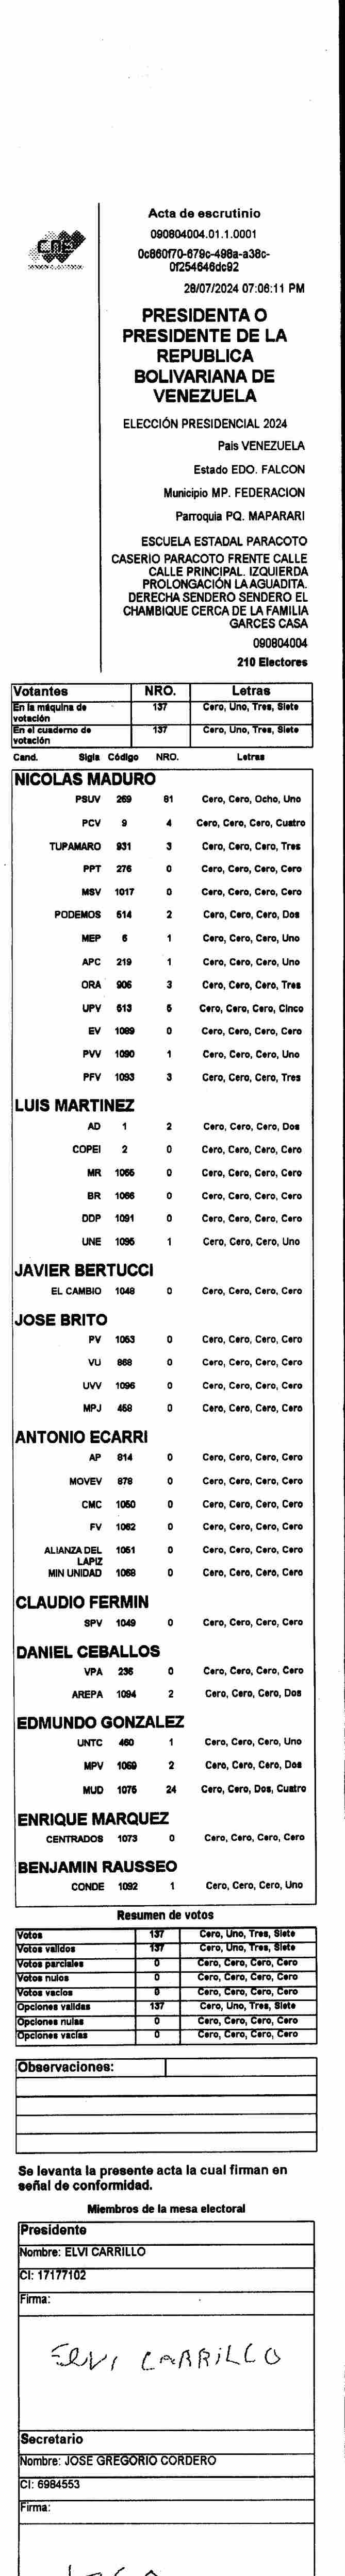 Acta de escrutinio
090804004.01.1.0001
0c860f70-679c-498a-a38c-
0f254646dc92
28/07/2024 07:06:11 PM
CNE
PRESIDENTA O
PRESIDENTE DE LA
REPUBLICA
BOLIVARIANA DE
VENEZUELA
ELECCIÓN PRESIDENCIAL 2024
Pais VENEZUELA
Estado EDO. FALCON
Municipio MP. FEDERACION
Parroquia PQ. MAPARARI
ESCUELA ESTADAL PARACOTO
CASERIO PARACOTO FRENTE CALLE
CALLE PRINCIPAL. IZQUIERDA
PROLONGACIÓN LA AGUADITA.
DERECHA SENDERO SENDERO EL
CHAMBIQUE CERCA DE LA FAMILIA
GARCES CASA
090804004
210 Electores
Votantes NRO. Letras
En la máquina de votación 137 Cero, Uno, Tres, Siete
En el cuaderno de votación 137 Cero, Uno, Tres, Siete
Cand. Sigla Código NRO. Letras
NICOLAS MADURO
PSUV 269 81 Cero, Cero, Ocho, Uno
PCV 9 4 Cero, Cero, Cero, Cuatro
TUPAMARO 931 3 Cero, Cero, Cero, Tres
PPT 276 0 Cero, Cero, Cero, Cero
MSV 1017 0 Cero, Cero, Cero, Cero
PODEMOS 514 2 Cero, Cero, Cero, Dos
MEP 6 1 Cero, Cero, Cero, Uno
APC 219 1 Cero, Cero, Cero, Uno
ORA 906 3 Cero, Cero, Cero, Tres
UPV 513 5 Cero, Cero, Cero, Cinco
EV 1089 0 Cero, Cero, Cero, Cero
PVV 1090 1 Cero, Cero, Cero, Uno
PFV 1093 3 Cero, Cero, Cero, Tres
LUIS MARTINEZ
AD 1 2 Cero, Cero, Cero, Dos
COPEI 2 0 Cero, Cero, Cero, Cero
MR 1065 0 Cero, Cero, Cero, Cero
BR 1066 0 Cero, Cero, Cero, Cero
DDP 1091 0 Cero, Cero, Cero, Cero
UNE 1095 1 Cero, Cero, Cero, Uno
JAVIER BERTUCCI
EL CAMBIO 1048 0 Cero, Cero, Cero, Cero
JOSE BRITO
PV 1053 0 Cero, Cero, Cero, Cero
VU 868 0 Cero, Cero, Cero, Cero
UVV 1096 0 Cero, Cero, Cero, Cero
MPJ 458 0 Cero, Cero, Cero, Cero
ANTONIO ECARRI
AP 814 0 Cero, Cero, Cero, Cero
MOVEV 878 0 Cero, Cero, Cero, Cero
CMC 1050 0 Cero, Cero, Cero, Cero
FV 1062 0 Cero, Cero, Cero, Cero
ALIANZA DEL 1051 0 Cero, Cero, Cero, Cero
LAPIZ
MIN UNIDAD 1068 0 Cero, Cero, Cero, Cero
CLAUDIO FERMIN
SPV 1049 0 Cero, Cero, Cero, Cero
DANIEL CEBALLOS
VPA 236 0 Cero, Cero, Cero, Cero
AREPA 1094 2 Cero, Cero, Cero, Dos
EDMUNDO GONZALEZ
UNTC 460 1 Cero, Cero, Cero, Uno
MPV 1069 2 Cero, Cero, Cero, Dos
MUD 1075 24 Cero, Cero, Dos, Cuatro
ENRIQUE MARQUEZ
CENTRADOS 1073 0 Cero, Cero, Cero, Cero
BENJAMIN RAUSSEO
CONDE 1092 1 Cero, Cero, Cero, Uno
Resumen de votos
Votos 137 Cero, Uno, Tres, Siete
Votos validos 137 Cero, Uno, Tres, Siete
Votos parciales 0 Cero, Cero, Cero, Cero
Votos nulos 0 Cero, Cero, Cero, Cero
Votos vacios 0 Cero, Cero, Cero, Cero
Opciones validas 137 Cero, Uno, Tres, Siete
Opciones nulas 0 Cero, Cero, Cero, Cero
Opciones vacías 0 Cero, Cero, Cero, Cero
Observaciones:
Se levanta la presente acta la cual firman en
señal de conformidad.
Miembros de la mesa electoral
Presidente
Nombre: ELVI CARRILLO
CI: 17177102
Firma:
ELVI CARRILLO
Secretario
Nombre: JOSE GREGORIO CORDERO
CI: 6984553
Firma: